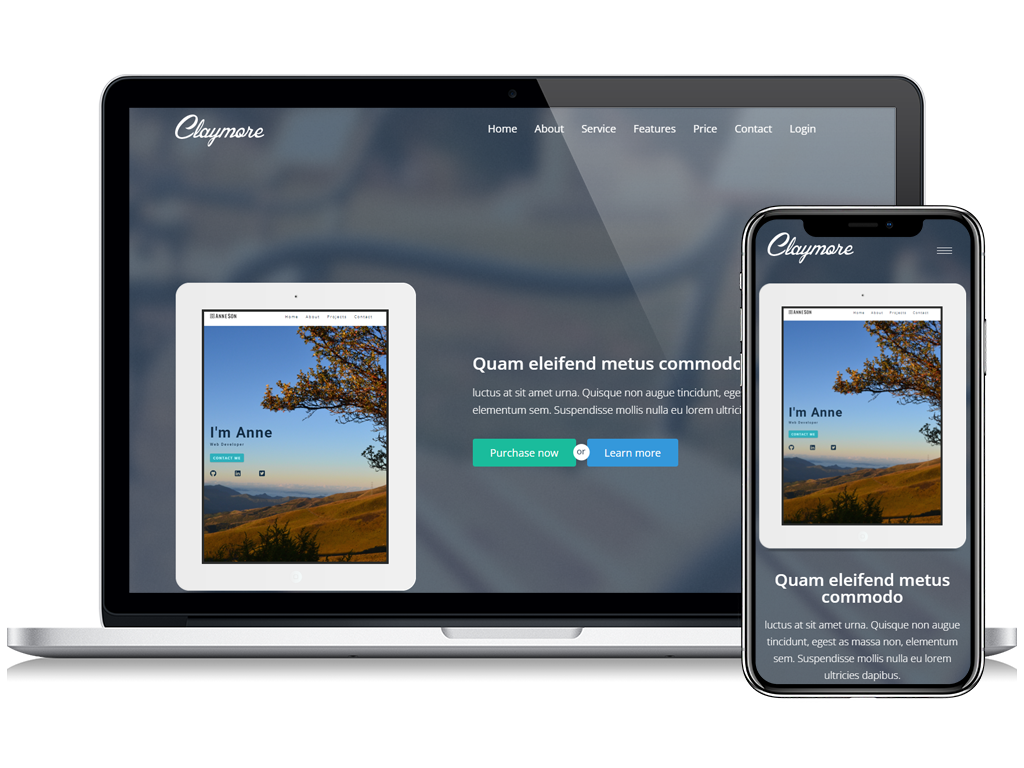 Claymore
Home About Service Features Price Contact Login
ANNESON
Home About Projects Contact
I'm Anne
Web Developer
CONTACT ME
Quam eleifend metus commodo
luctus at sit amet urna. Quisque non augue tincidunt, ege
elementum sem. Suspendisse mollis nulla eu lorem ultrici
Purchase now or Learn more
Claymore
ANNESON
Home About Projects Contact
I'm Anne
Web Developer
CONTACT ME
Quam eleifend metus
commodo
luctus at sit amet urna. Quisque non augue
tincidunt, egest as massa non, elementum
sem. Suspendisse mollis nulla eu lorem
ultricies dapibus.